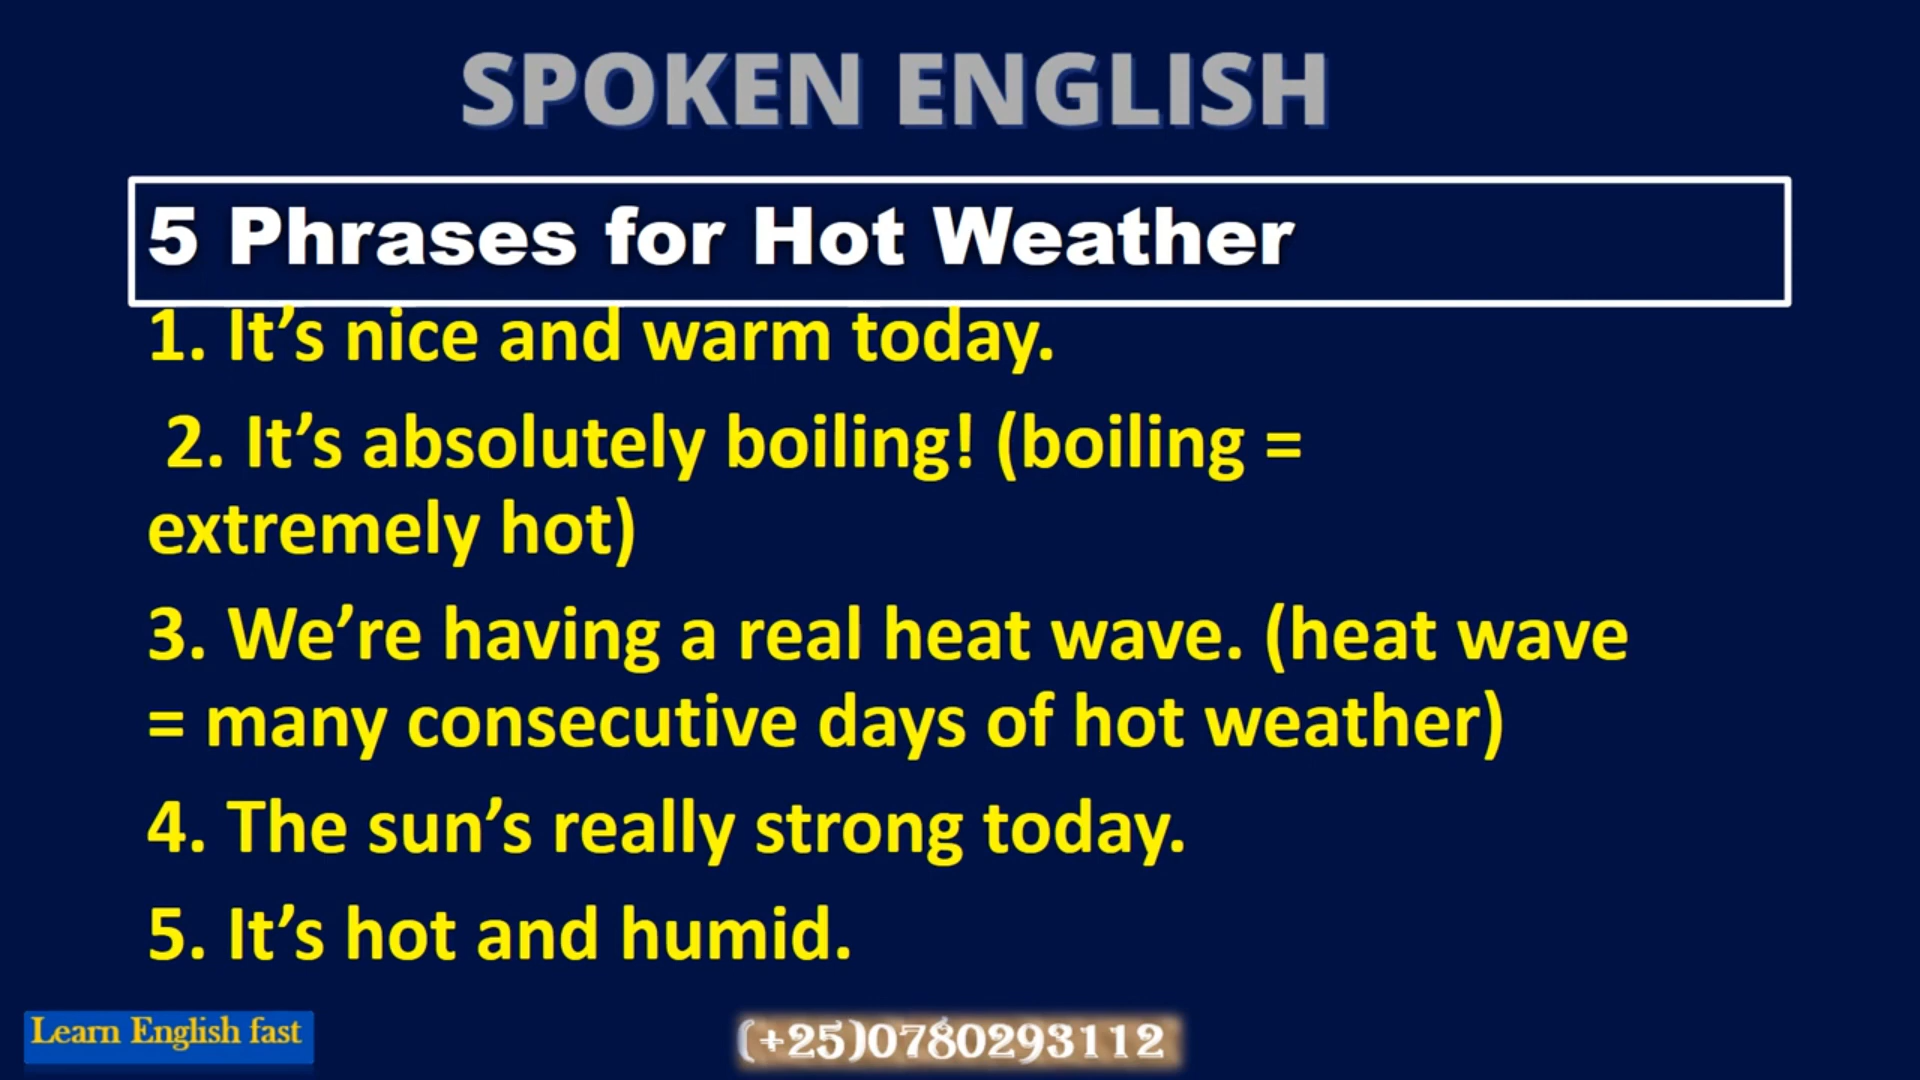 SPOKEN ENGLISH
5 Phrases for Hot Weather
1. It’s nice and warm today.
2. It’s absolutely boiling! (boiling =
extremely hot)
3. We’re having a real heat wave. (heat wave
= many consecutive days of hot weather)
4. The sun’s really strong today.
5. It’s hot and humid.
Learn English fast
(+25)0780293112